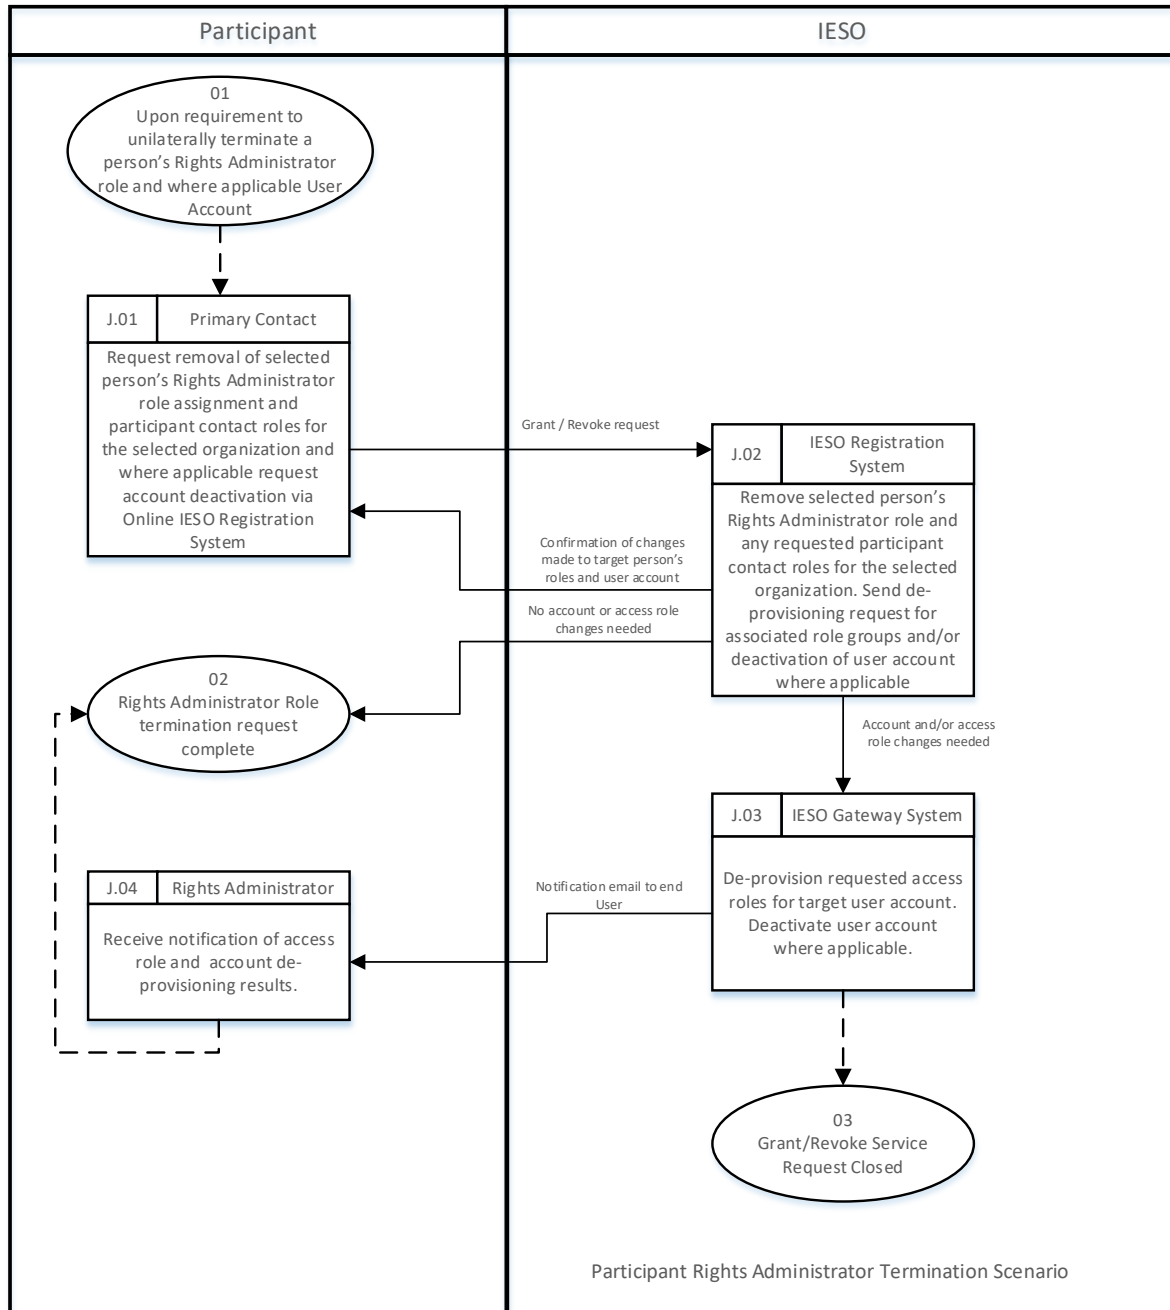 Participant
IESO
01
Upon requirement to
unilaterally terminate a
person's Rights Administrator
role and where applicable User
Account
J.01
Primary Contact
Request removal of selected
person's Rights Administrator
role assignment and
participant contact roles for
the selected organization and
where applicable request
account deactivation via
Online IESO Registration
System
Grant / Revoke request
J.02
IESO Registration
System
Remove selected person's
Rights Administrator role and
any requested participant
contact roles for the selected
organization. Send de-
provisioning request for
associated role groups and/or
deactivation of user account
where applicable
Confirmation of changes
made to target person's
roles and user account
No account or access role
changes needed
02
Rights Administrator Role
termination request
complete
Account and/or access
role changes needed
J.03
IESO Gateway System
De-provision requested access
roles for target user account.
Deactivate user account
where applicable.
Notification email to end
User
J.04
Rights Administrator
Receive notification of access
role and account de-
provisioning results.
03
Grant/Revoke Service
Request Closed
Participant Rights Administrator Termination Scenario